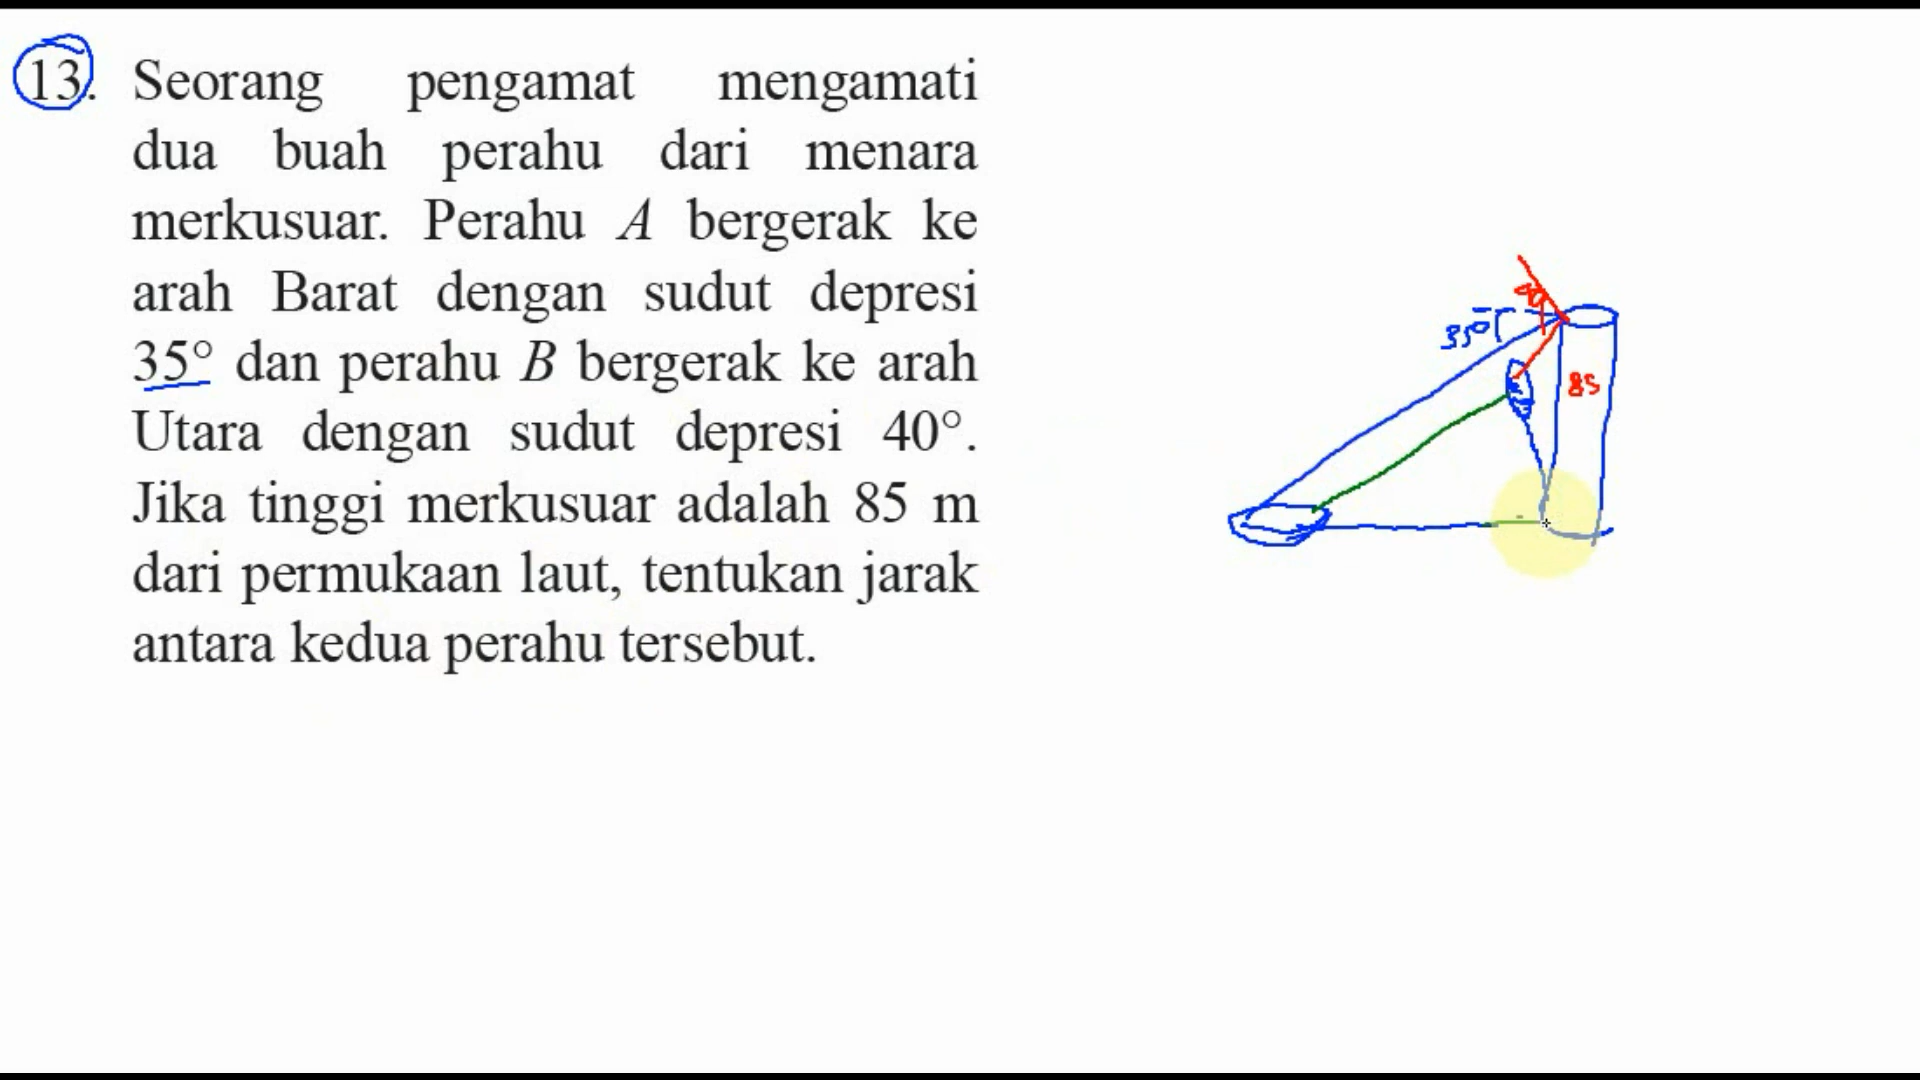 13. Seorang pengamat mengamati
dua buah perahu dari menara
merkusuar. Perahu A bergerak ke
arah Barat dengan sudut depresi
35° dan perahu B bergerak ke arah
Utara dengan sudut depresi 40°.
Jika tinggi merkusuar adalah 85 m
dari permukaan laut, tentukan jarak
antara kedua perahu tersebut.
35°
85